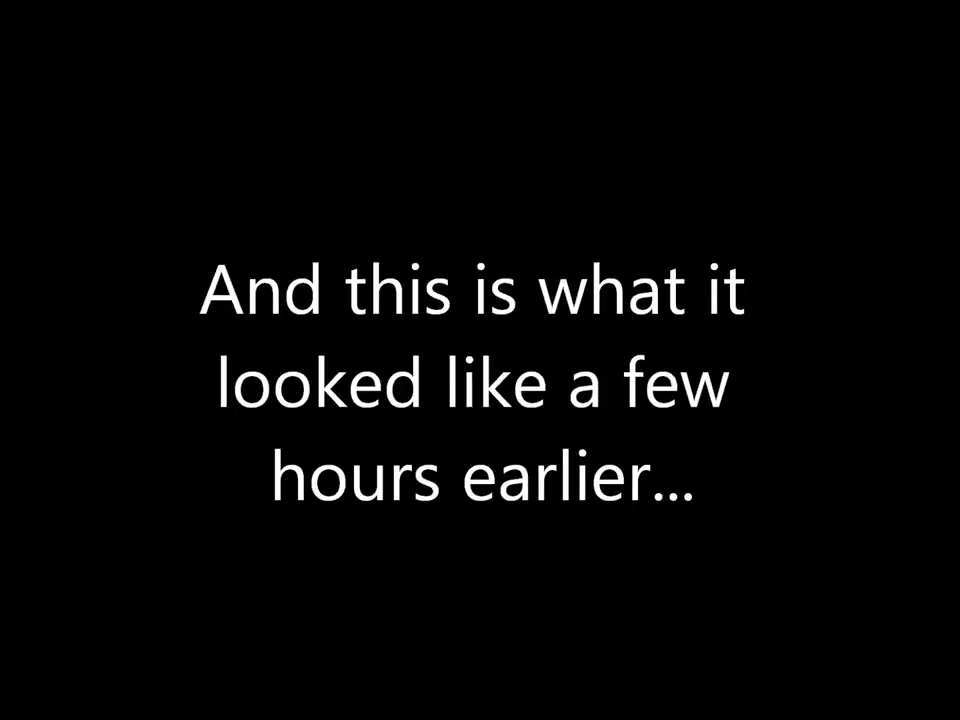 And this is what it
looked like a few
hours earlier...